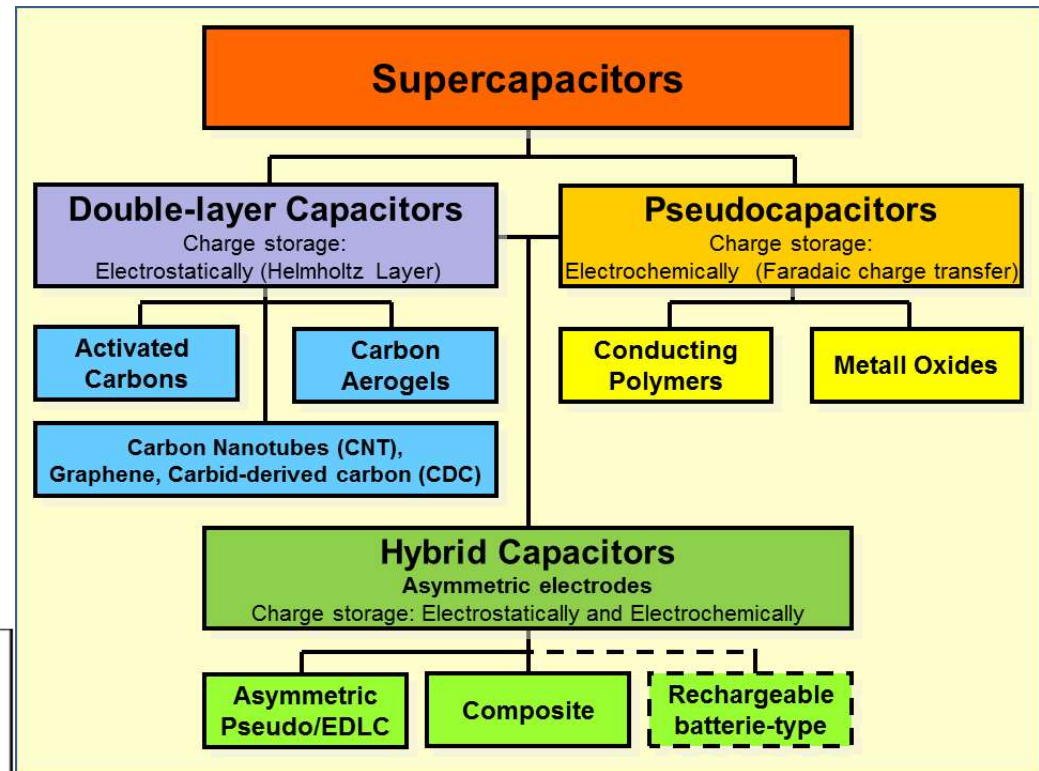 Supercapacitors
Double-layer Capacitors
Charge storage:
Electrostatically (Helmholtz Layer)
Pseudocapacitors
Charge storage:
Electrochemically (Faradaic charge transfer)
Activated
Carbons
Carbon
Aerogels
Conducting
Polymers
Metall Oxides
Carbon Nanotubes (CNT),
Graphene, Carbid-derived carbon (CDC)
Hybrid Capacitors
Asymmetric electrodes
Charge storage: Electrostatically and Electrochemically
Asymmetric
Pseudo/EDLC
Composite
Rechargeable
batterie-type